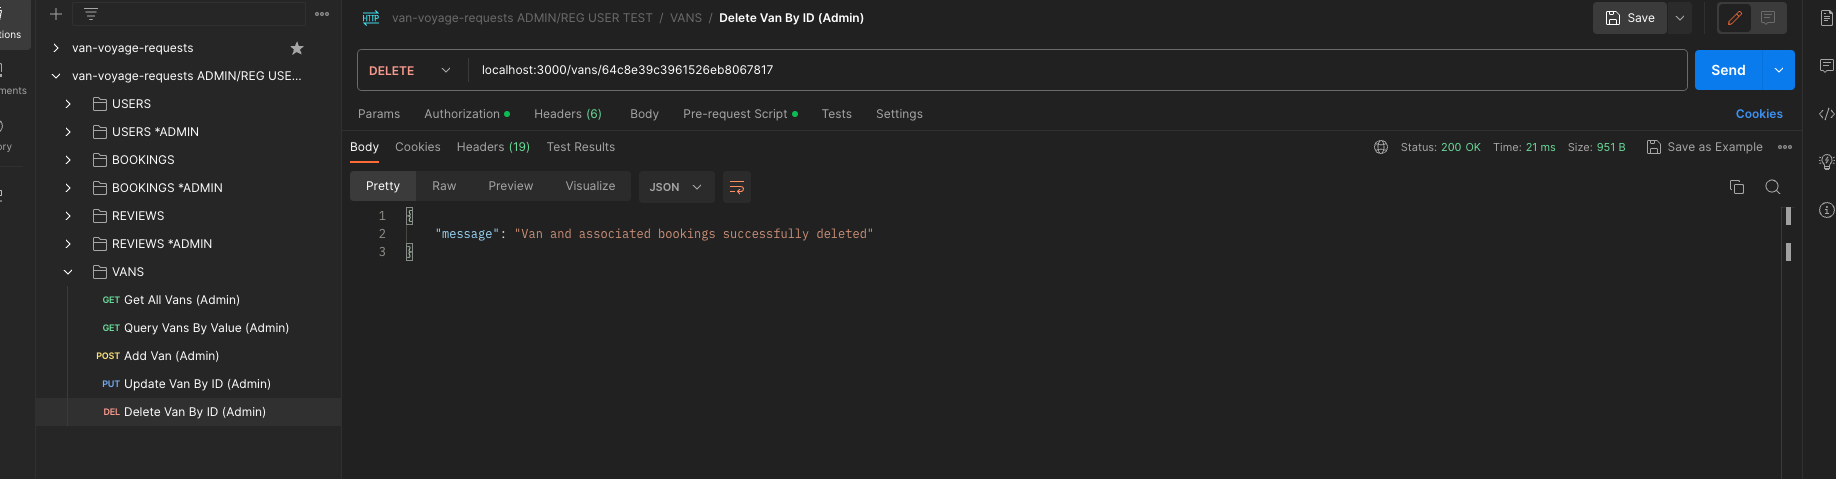 tions
ments
ory
van-voyage-requests
van-voyage-requests ADMIN/REG USE...
USERS
USERS *ADMIN
BOOKINGS
BOOKINGS *ADMIN
REVIEWS
REVIEWS *ADMIN
VANS
GET Get All Vans (Admin)
GET Query Vans By Value (Admin)
POST Add Van (Admin)
PUT Update Van By ID (Admin)
DEL Delete Van By ID (Admin)
HTTP van-voyage-requests ADMIN/REG USER TEST / VANS / Delete Van By ID (Admin) Save
DELETE localhost:3000/vans/64c8e39c3961526eb8067817 Send
Params Authorization Headers (6) Body Pre-request Script Tests Settings Cookies
Body Cookies Headers (19) Test Results Status: 200 OK Time: 21 ms Size: 951 B Save as Example
Pretty Raw Preview Visualize JSON
1 {
2 "message": "Van and associated bookings successfully deleted"
3 }